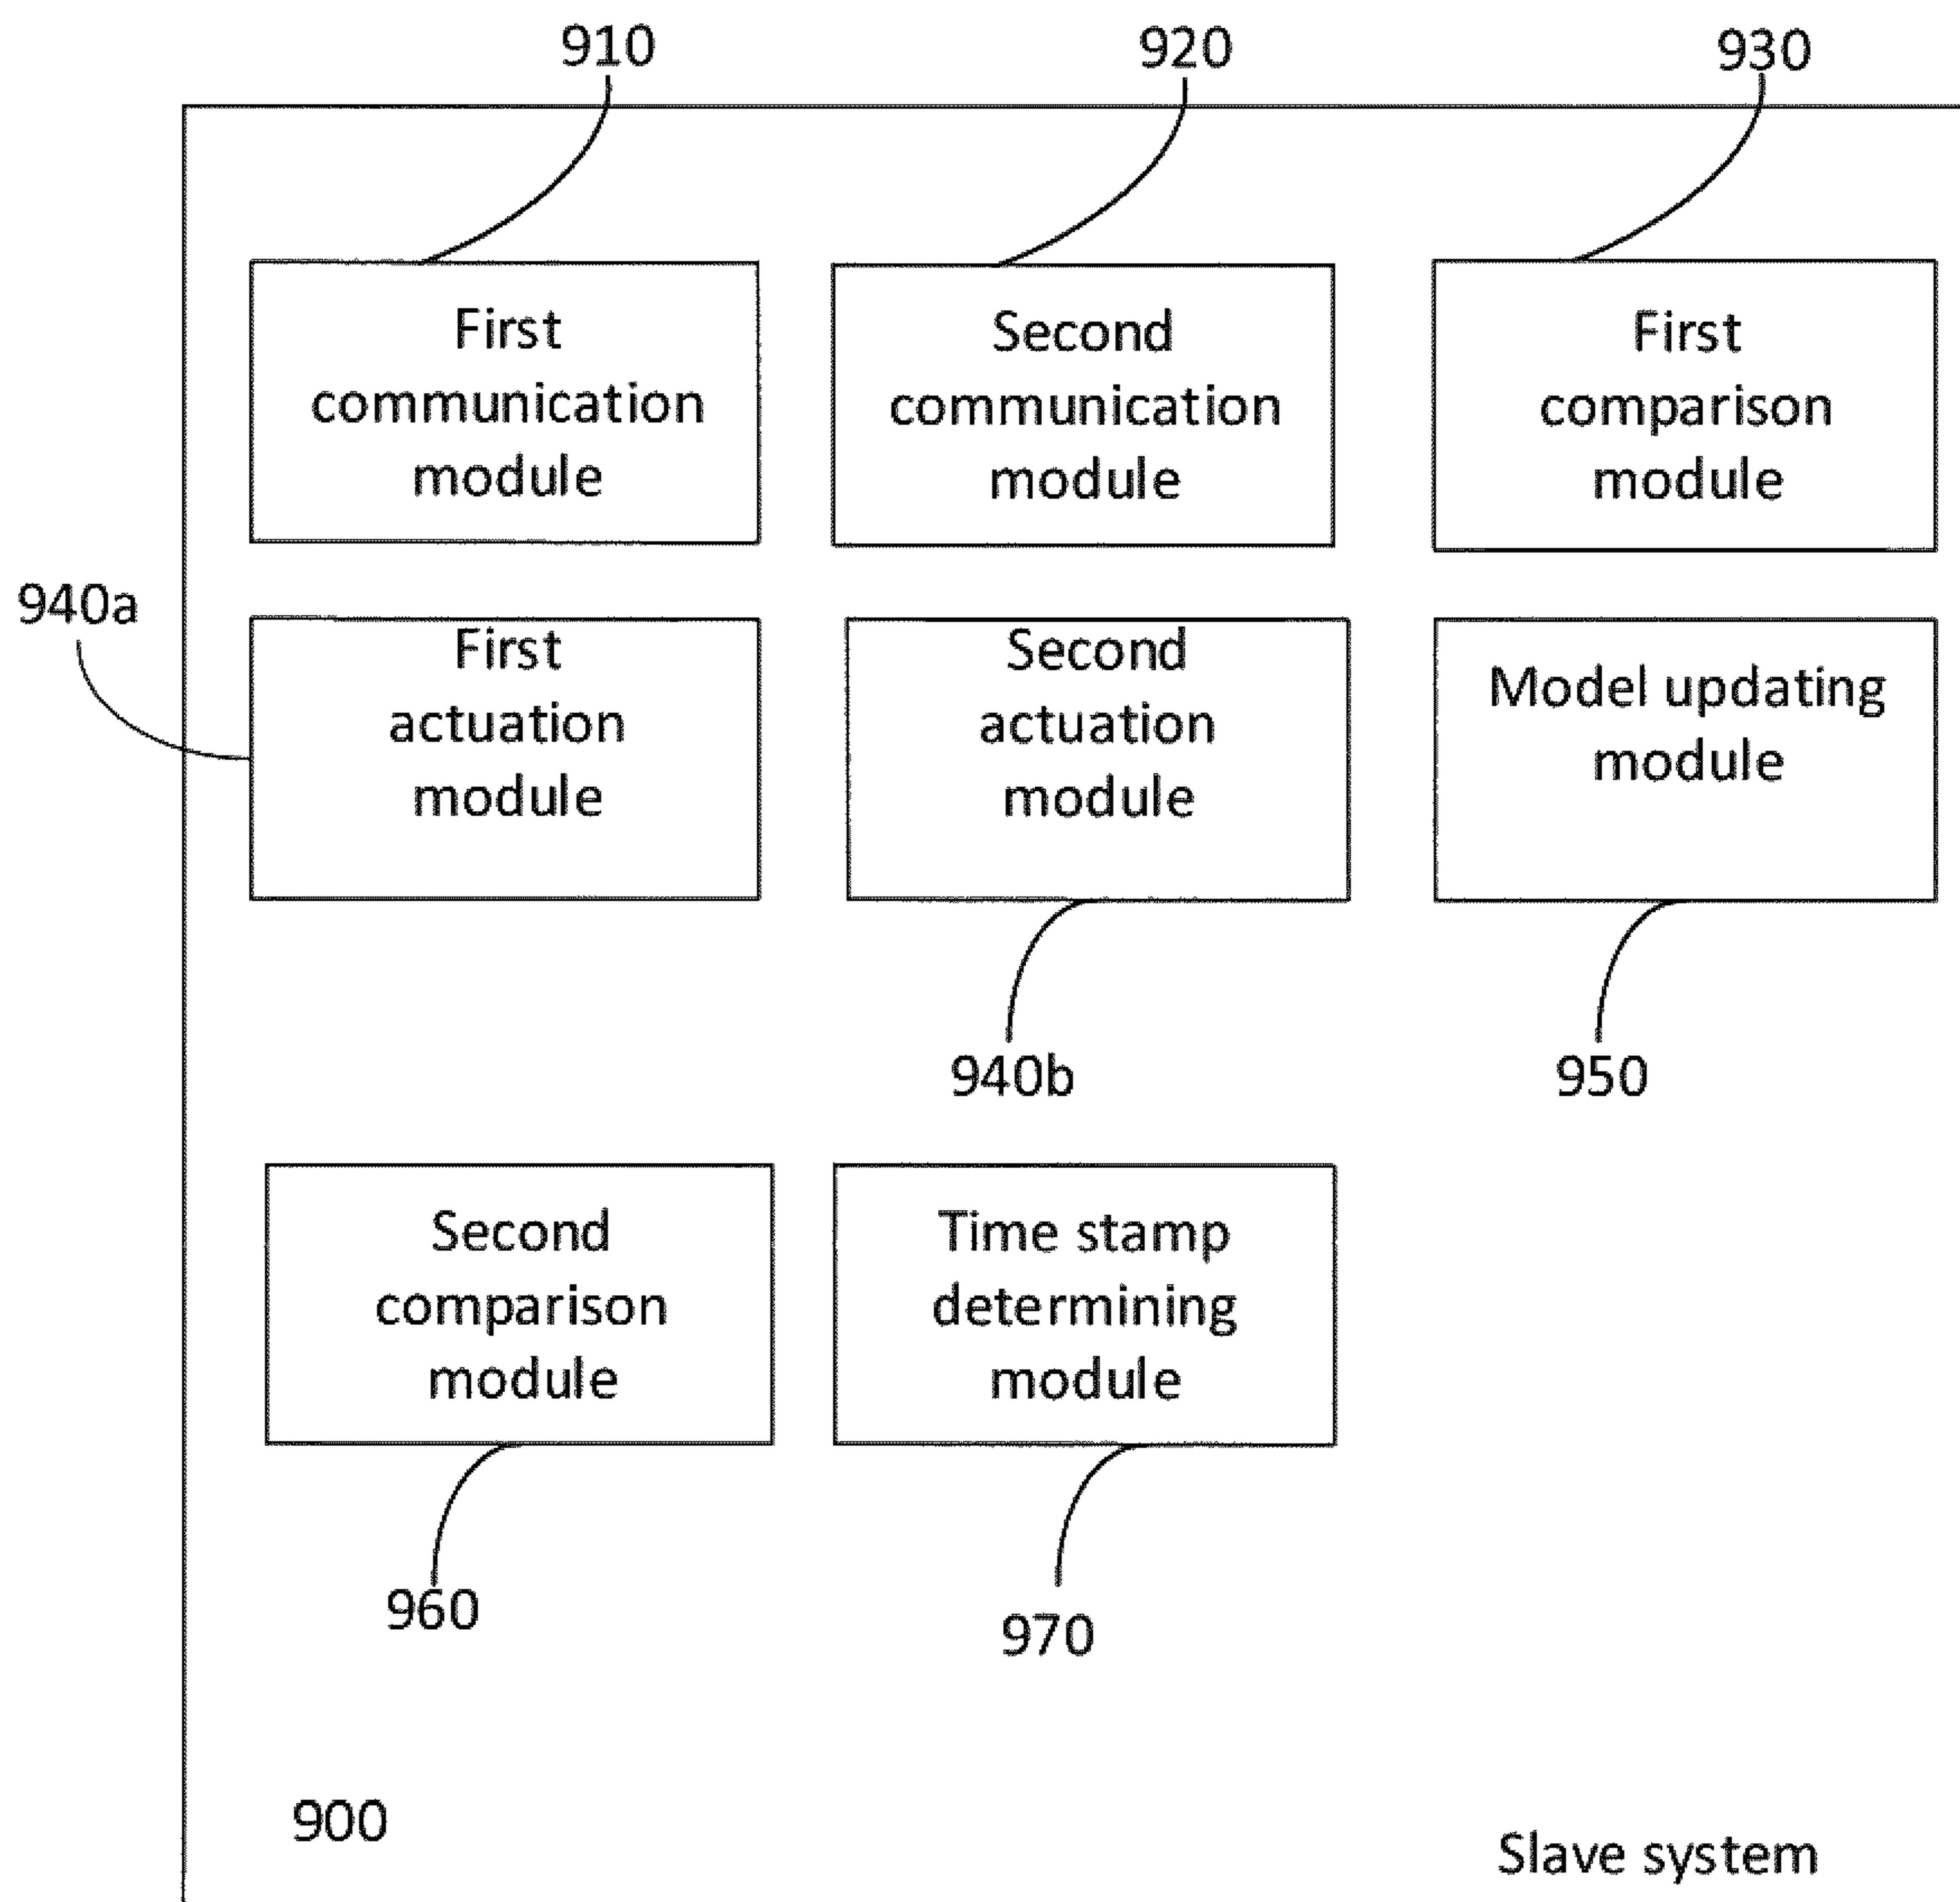 910
920
930
First
communication
module
Second
communication
module
First
comparison
module
940a
First
actuation
module
Second
actuation
module
Model updating
module
940b
950
Second
comparison
module
Time stamp
determining
module
960
970
900
Slave system